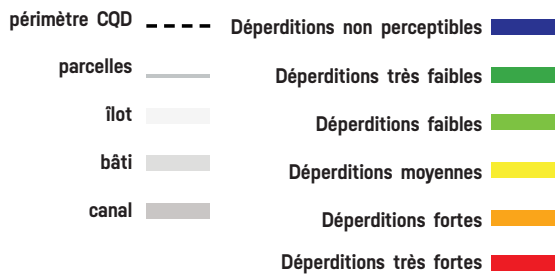 périmètre CQD
parcelles
îlot
bâti
canal
Déperditions non perceptibles
Déperditions très faibles
Déperditions faibles
Déperditions moyennes
Déperditions fortes
Déperditions très fortes